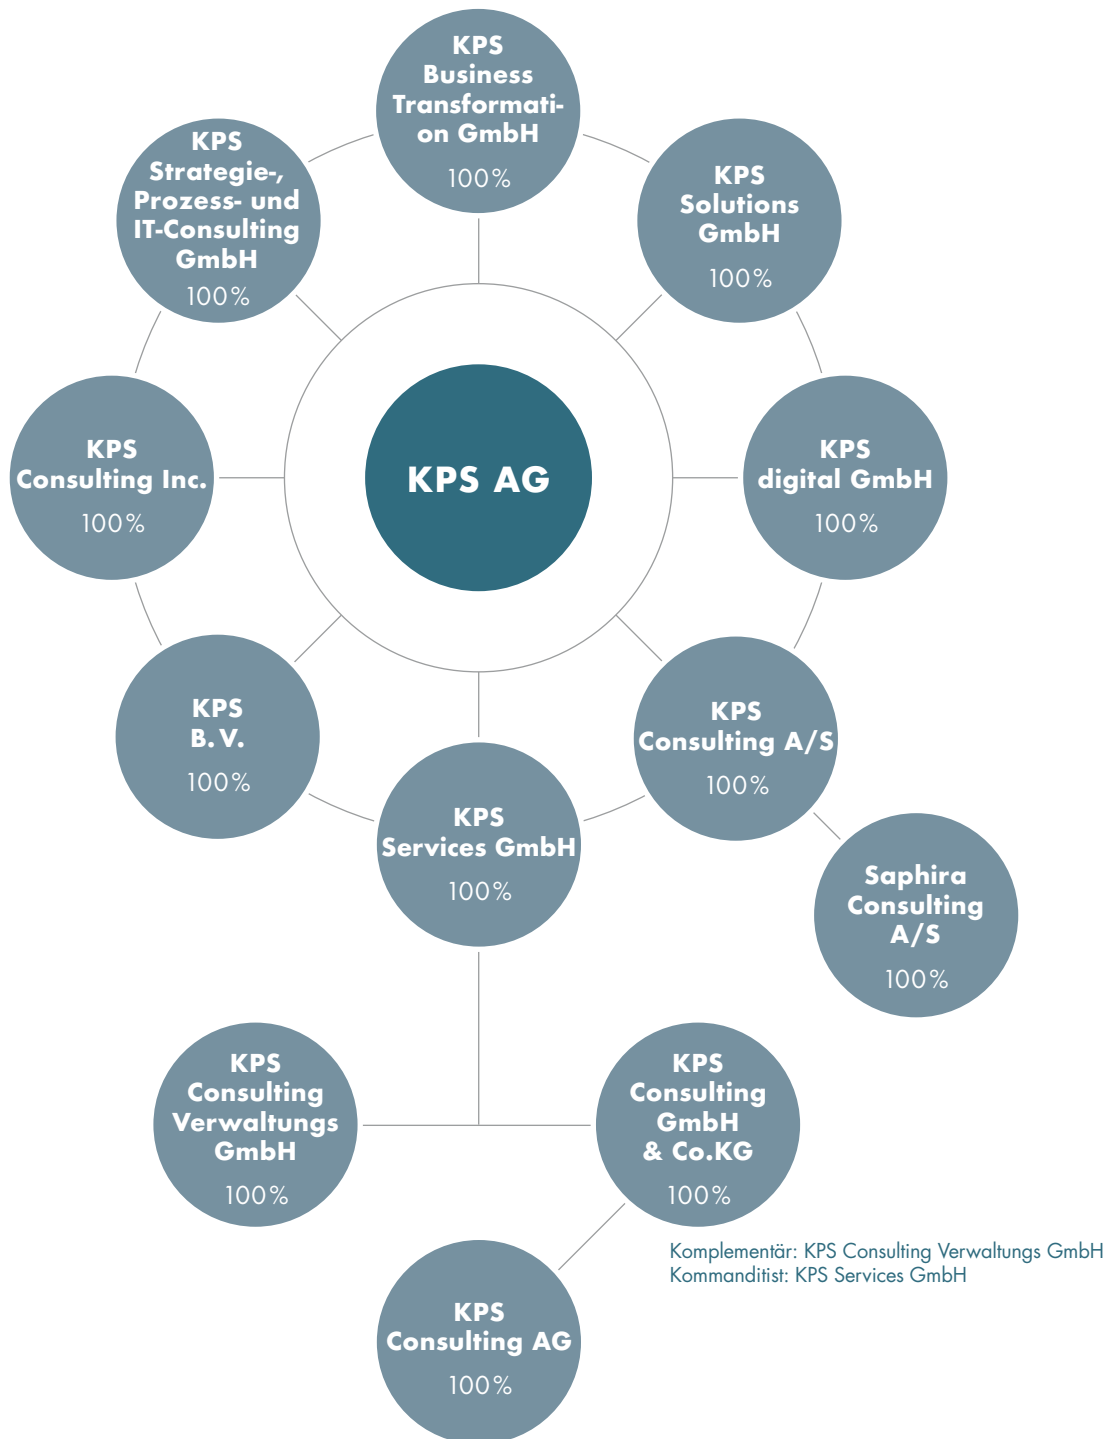 KPS
Business
Transformati-
on GmbH
100%
KPS
Strategie-,
Prozess- und
IT-Consulting
GmbH
100%
KPS
Solutions
GmbH
100%
KPS
Consulting Inc.
100%
KPS AG
KPS
digital GmbH
100%
KPS
B. V.
100%
KPS
Consulting A/S
100%
KPS
Services GmbH
100%
Saphira
Consulting
A/S
100%
KPS
Consulting
Verwaltungs
GmbH
100%
KPS
Consulting
GmbH
& Co.KG
100%
Komplementär: KPS Consulting Verwaltungs GmbH
Kommanditist: KPS Services GmbH
KPS
Consulting AG
100%